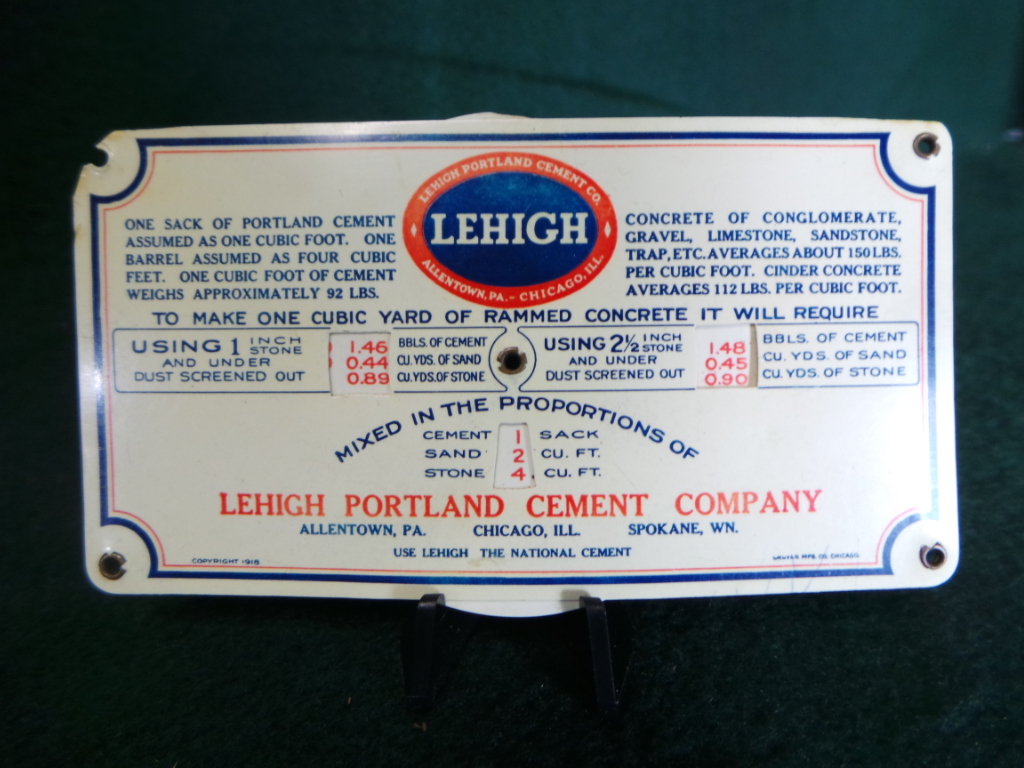 LEHIGH PORTLAND CEMENT CO.
LEHIGH
ALLENTOWN, PA. - CHICAGO, ILL.
ONE SACK OF PORTLAND CEMENT
ASSUMED AS ONE CUBIC FOOT. ONE
BARREL ASSUMED AS FOUR CUBIC
FEET. ONE CUBIC FOOT OF CEMENT
WEIGHS APPROXIMATELY 92 LBS.
CONCRETE OF CONGLOMERATE,
GRAVEL, LIMESTONE, SANDSTONE,
TRAP, ETC. AVERAGES ABOUT 150 LBS.
PER CUBIC FOOT. CINDER CONCRETE
AVERAGES 112 LBS. PER CUBIC FOOT.
TO MAKE ONE CUBIC YARD OF RAMMED CONCRETE IT WILL REQUIRE
USING 1 INCH STONE
AND UNDER
DUST SCREENED OUT
1.46 BBLS. OF CEMENT
0.44 CU. YDS. OF SAND
0.89 CU. YDS. OF STONE
USING 2½ INCH STONE
AND UNDER
DUST SCREENED OUT
1.48 BBLS. OF CEMENT
0.45 CU. YDS. OF SAND
0.90 CU. YDS. OF STONE
MIXED IN THE PROPORTIONS OF
CEMENT 1 SACK
SAND 2 CU. FT.
STONE 4 CU. FT.
LEHIGH PORTLAND CEMENT COMPANY
ALLENTOWN, PA. CHICAGO, ILL. SPOKANE, WN.
USE LEHIGH THE NATIONAL CEMENT
COPYRIGHT 1918
MFG. CO. CHICAGO